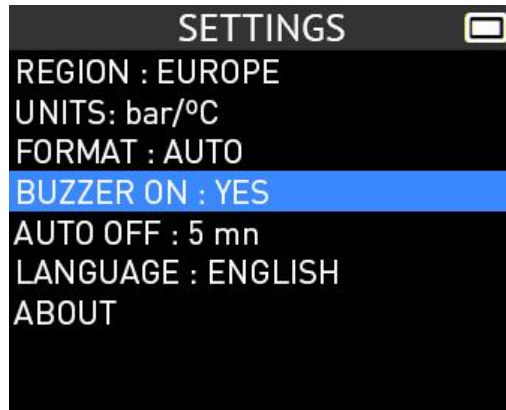 SETTINGS
REGION : EUROPE
UNITS: bar/ºC
FORMAT : AUTO
BUZZER ON : YES
AUTO OFF : 5 mn
LANGUAGE : ENGLISH
ABOUT